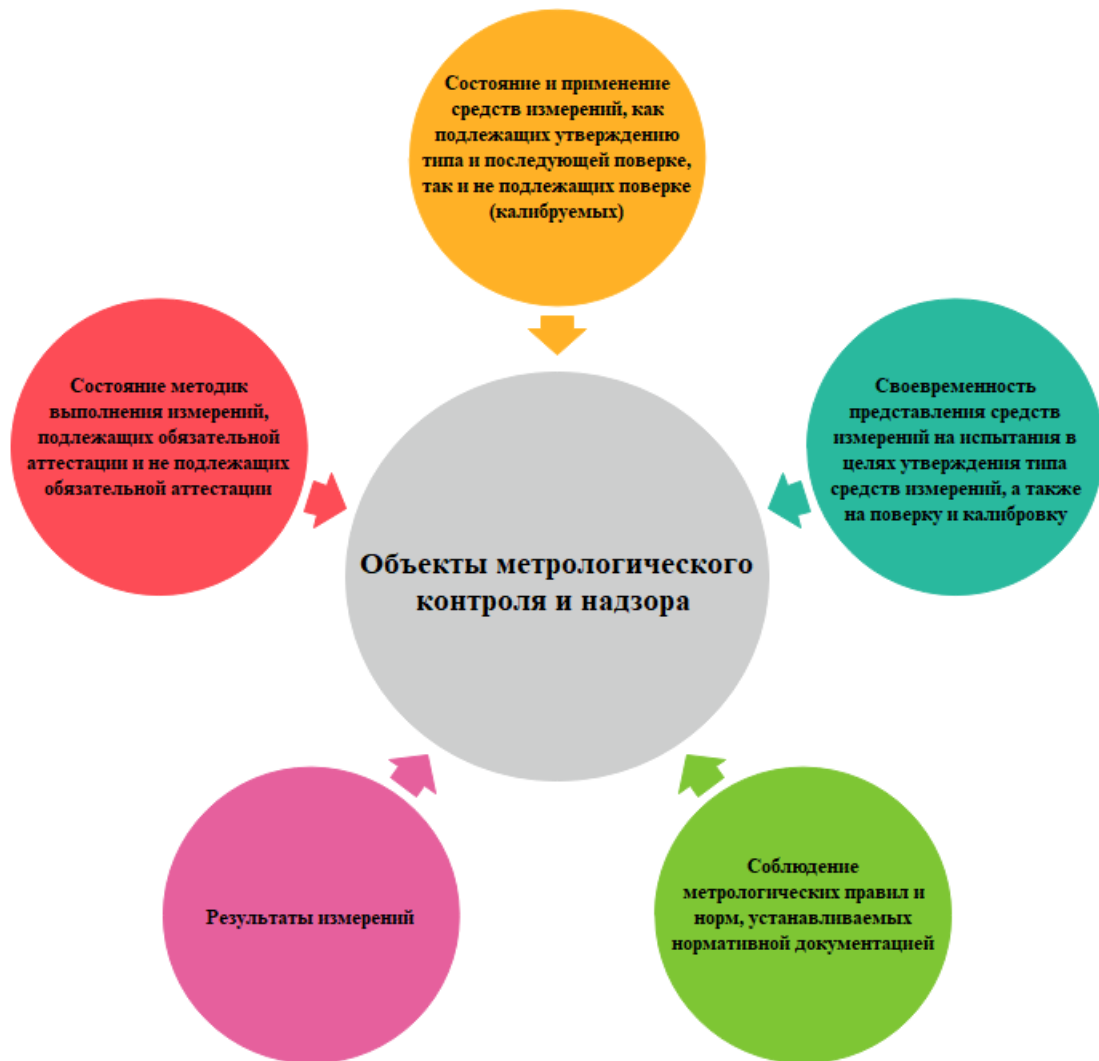 Состояние и применение
средств измерений, как
подлежащих утверждению
типа и последующей поверке,
так и не подлежащих поверке
(калибруемых)
Состояние методик
выполнения измерений,
подлежащих обязательной
аттестации и не подлежащих
обязательной аттестации
Своевременность
представления средств
измерений на испытания в
целях утверждения типа
средств измерений, а также
на поверку и калибровку
Объекты метрологического
контроля и надзора
Результаты измерений
Соблюдение
метрологических правил и
норм, устанавливаемых
нормативной документацией